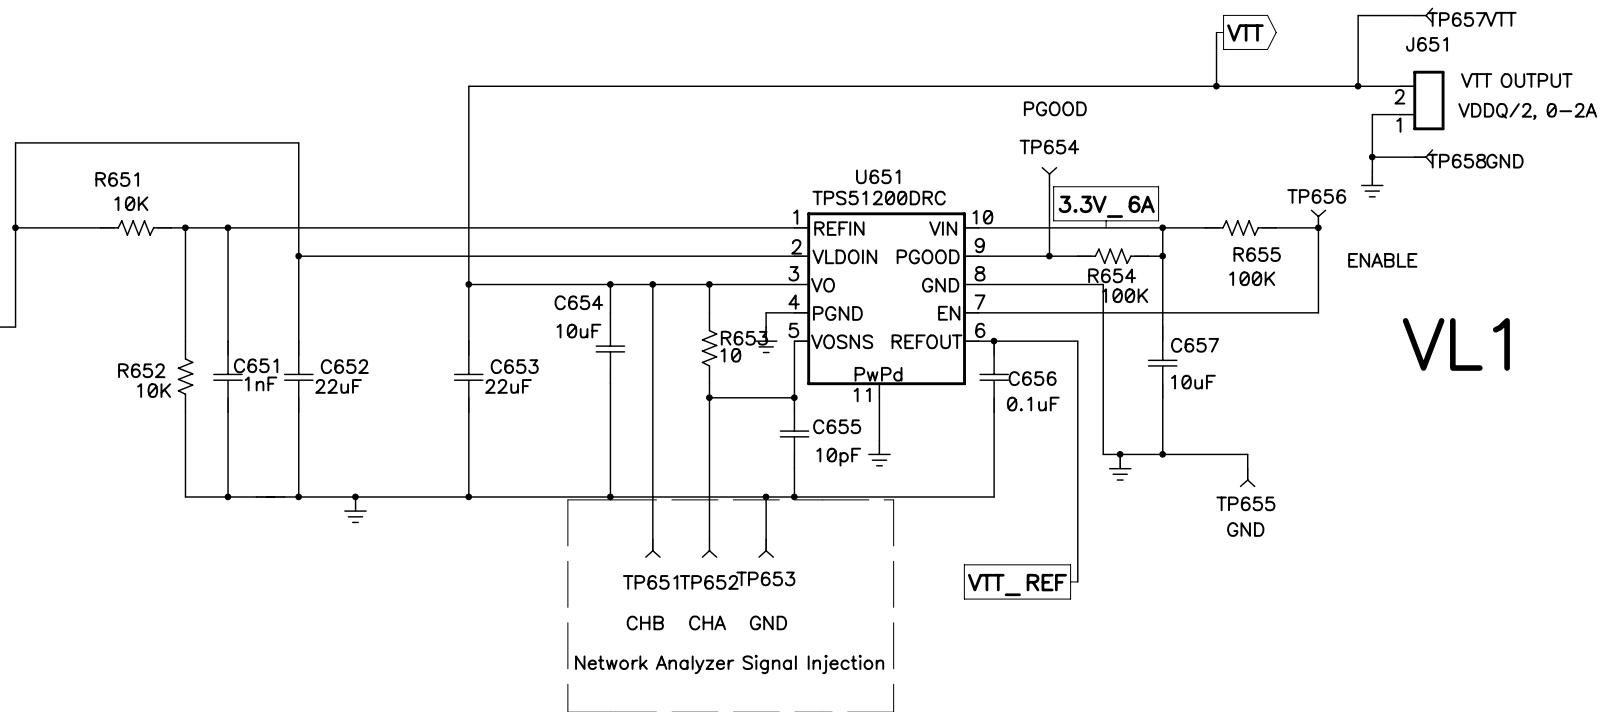 VTT
TP657VTT
J651
VTT OUTPUT
2
VDDQ/2, 0-2A
1
TP658GND
PGOOD
TP654
R651
10K
U651
TPS51200DRC
3.3V_6A
TP656
1
REFIN
VIN
10
2
VLDOIN
PGOOD
9
R655
100K
ENABLE
3
VO
GND
8
R654
100K
C654
10uF
4
PGND
EN
7
R653
10
5
VOSNS
REFOUT
6
VL1
R652
10K
C651
1nF
C652
22uF
C653
22uF
PwPd
11
C656
0.1uF
C657
10uF
C655
10pF
TP655
GND
TP651
TP652
TP653
VTT_REF
CHB
CHA
GND
Network Analyzer Signal Injection